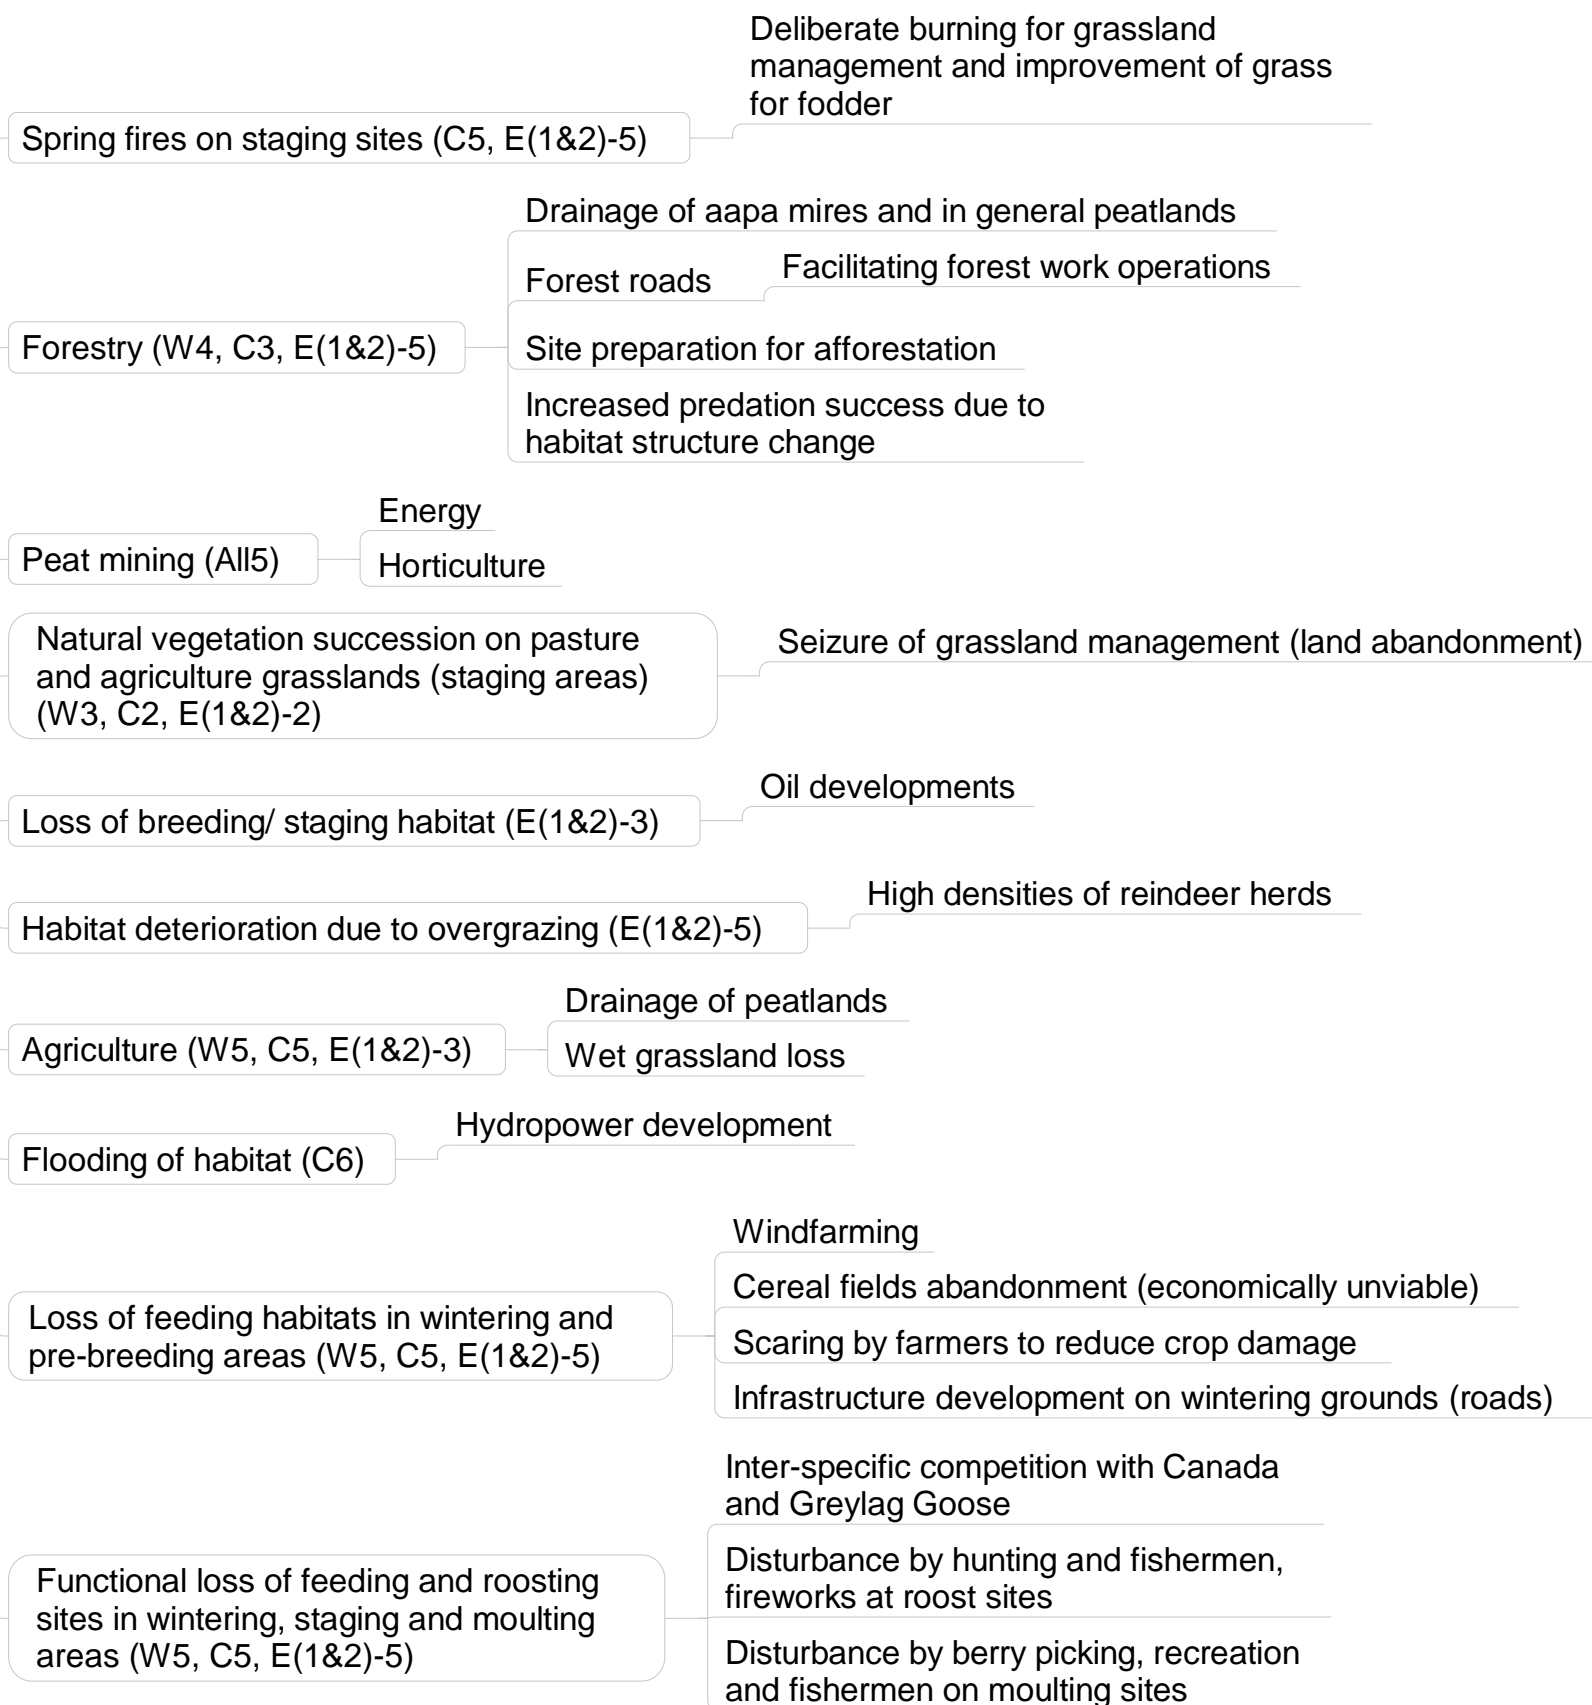 Deliberate burning for grassland
management and improvement of grass
for fodder
Spring fires on staging sites (C5, E(1&2)-5)
Drainage of aapa mires and in general peatlands
Forest roads
Facilitating forest work operations
Forestry (W4, C3, E(1&2)-5)
Site preparation for afforestation
Increased predation success due to
habitat structure change
Energy
Peat mining (All5)
Horticulture
Natural vegetation succession on pasture
and agriculture grasslands (staging areas)
(W3, C2, E(1&2)-2)
Seizure of grassland management (land abandonment)
Oil developments
Loss of breeding/ staging habitat (E(1&2)-3)
High densities of reindeer herds
Habitat deterioration due to overgrazing (E(1&2)-5)
Drainage of peatlands
Agriculture (W5, C5, E(1&2)-3)
Wet grassland loss
Hydropower development
Flooding of habitat (C6)
Windfarming
Cereal fields abandonment (economically unviable)
Loss of feeding habitats in wintering and
pre-breeding areas (W5, C5, E(1&2)-5)
Scaring by farmers to reduce crop damage
Infrastructure development on wintering grounds (roads)
Inter-specific competition with Canada
and Greylag Goose
Disturbance by hunting and fishermen,
fireworks at roost sites
Functional loss of feeding and roosting
sites in wintering, staging and moulting
areas (W5, C5, E(1&2)-5)
Disturbance by berry picking, recreation
and fishermen on moulting sites